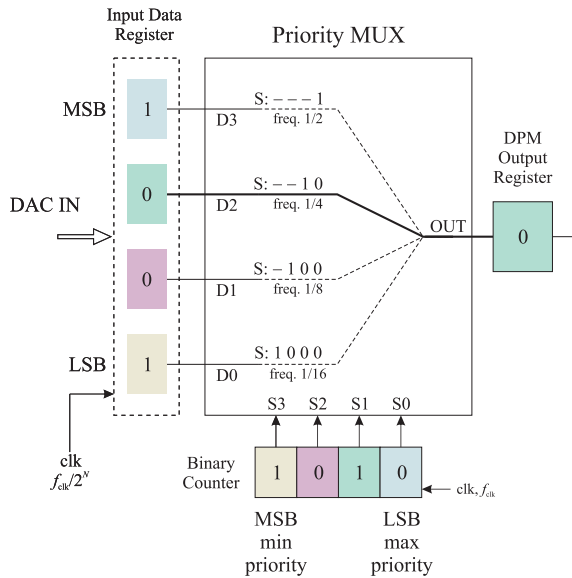 Input Data
Register
Priority MUX
MSB
1
D3
S: – – – 1
freq. 1/2
DPM
Output
Register
0
D2
S: – – 1 0
freq. 1/4
DAC IN
OUT
0
0
D1
S: – 1 0 0
freq. 1/8
LSB
1
D0
S: 1 0 0 0
freq. 1/16
S3 S2 S1 S0
clk
f_clk/2^N
Binary
Counter
1 0 1 0
clk, f_clk
MSB
min
priority
LSB
max
priority